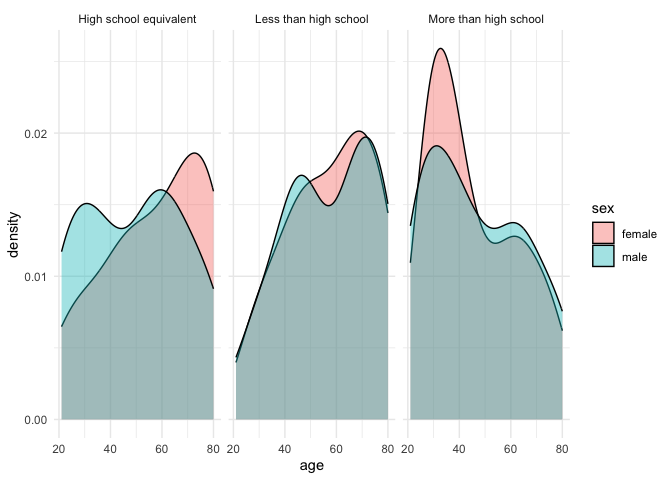 High school equivalent
Less than high school
More than high school
density
0.02
0.01
0.00
20 40 60 80
20 40 60 80
20 40 60 80
age
sex
female
male